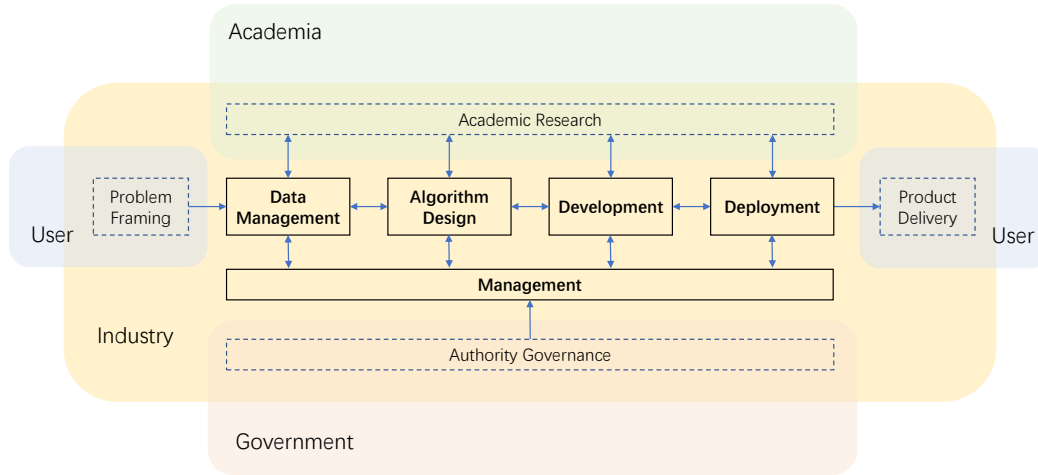 Academia
Academic Research
Problem
Framing
Data
Management
Algorithm
Design
Development
Deployment
Product
Delivery
User
User
Management
Industry
Authority Governance
Government